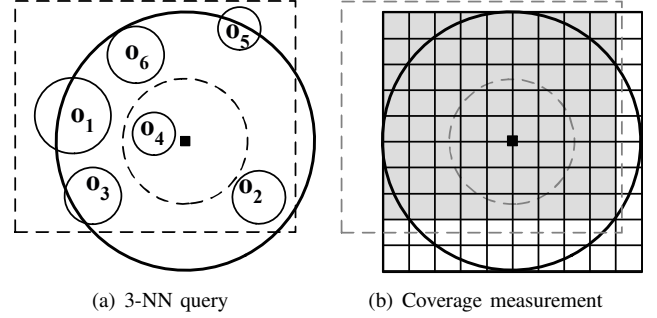 o5
o6
o1
o4
o3
o2
(a) 3-NN query
(b) Coverage measurement